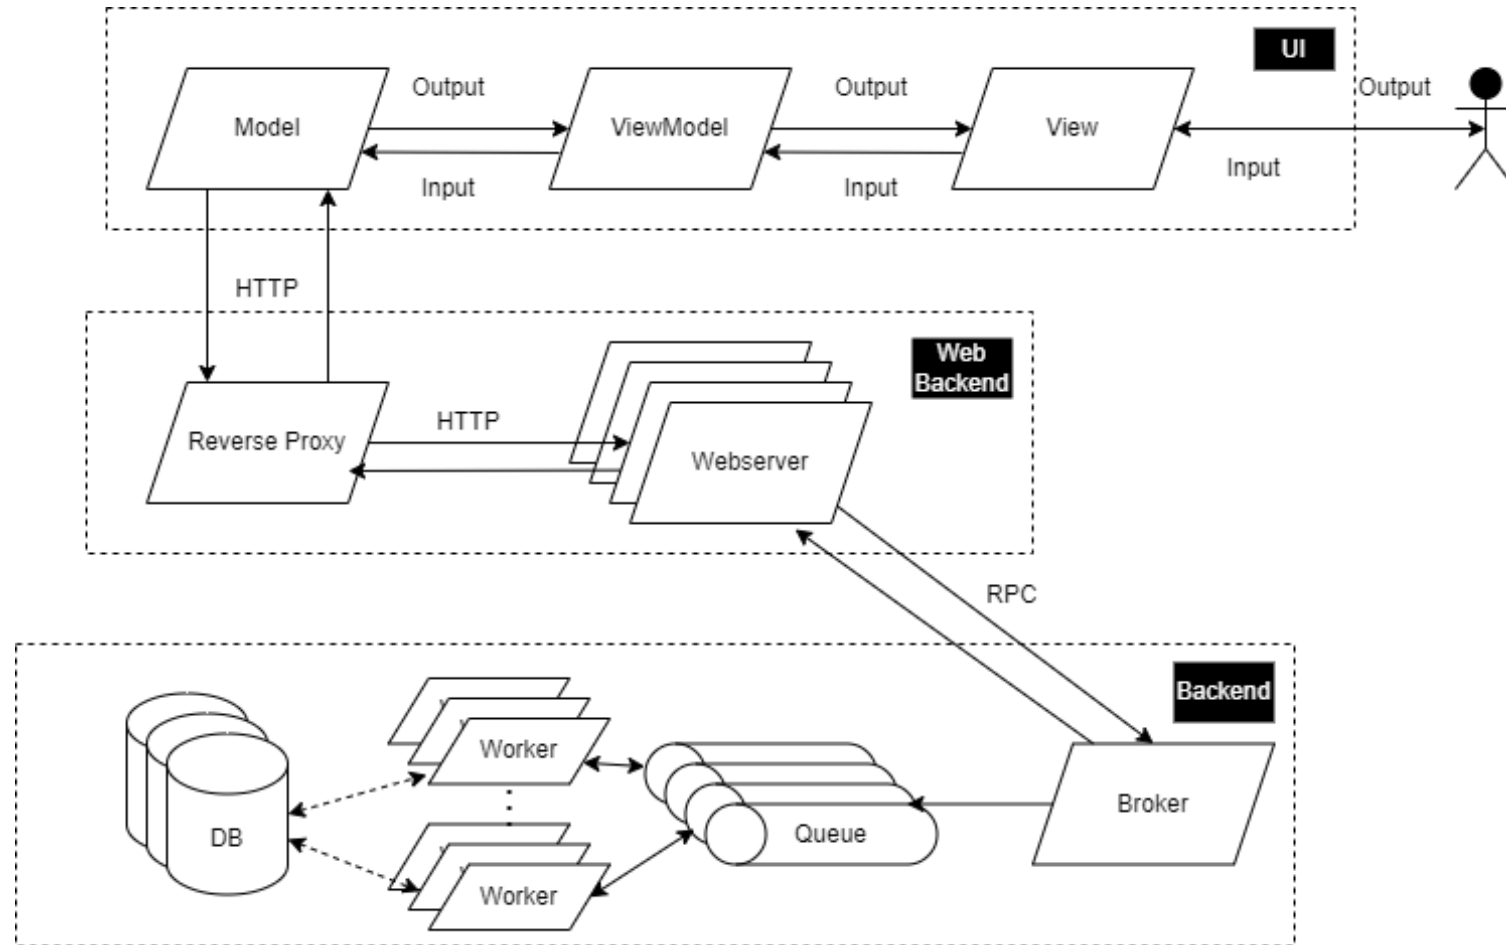 UI
Output
Output
Output
Model
ViewModel
View
Input
Input
Input
HTTP
Web
Backend
HTTP
Reverse Proxy
Webserver
RPC
Backend
Worker
Broker
DB
Queue
Worker